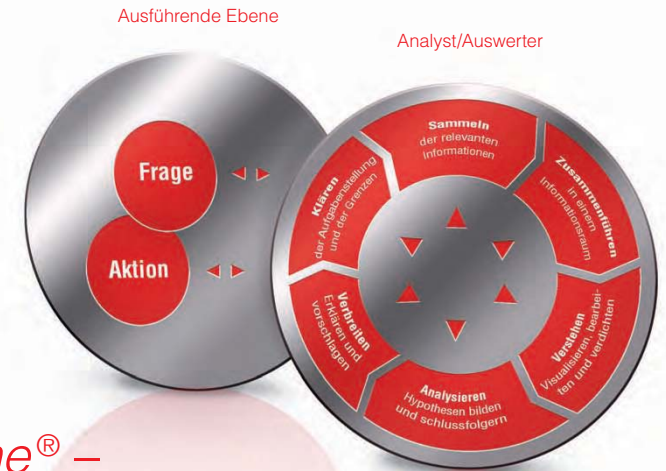 Ausführende Ebene
Analyst/Auswerter
Frage
Aktion
Klären
der Aufgabenstellung
und der Grenzen
Sammeln
der relevanten
Informationen
Zusammenführen
in einem
Informationsraum
Verstehen
Visualisieren, bearbei-
ten und verdichten
Analysieren
Hypothesen bilden
und schlussfolgern
Verbreiten
Erklären und
vorschlagen
e® –